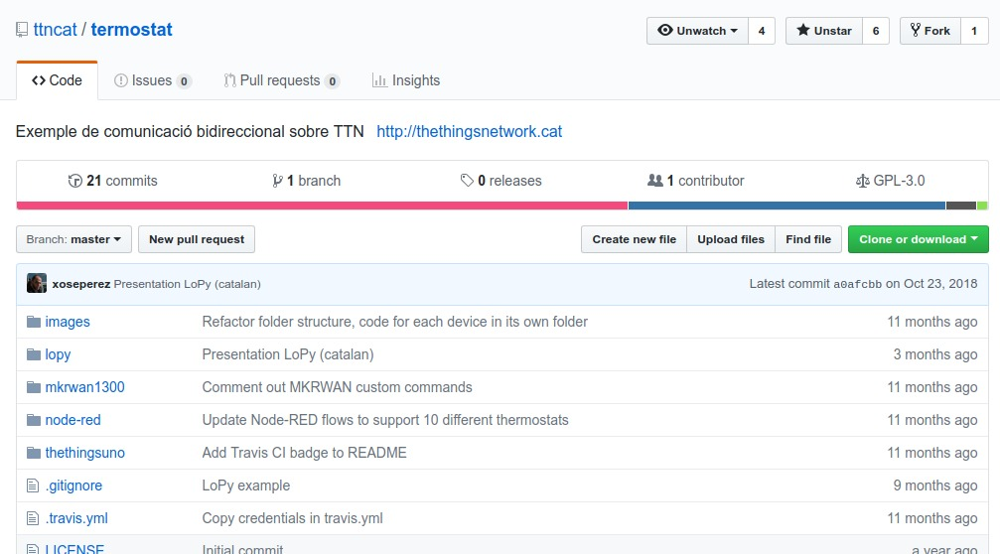 ttncat / termostat Unwatch 4 Unstar 6 Fork 1
Code Issues 0 Pull requests 0 Insights
Exemple de comunicació bidireccional sobre TTN http://thethingsnetwork.cat
21 commits 1 branch 0 releases 1 contributor GPL-3.0
Branch: master New pull request Create new file Upload files Find file Clone or download
xoseperez Presentation LoPy (catalan) Latest commit a0afcbb on Oct 23, 2018
images Refactor folder structure, code for each device in its own folder 11 months ago
lopy Presentation LoPy (catalan) 3 months ago
mkrwan1300 Comment out MKRWAN custom commands 11 months ago
node-red Update Node-RED flows to support 10 different thermostats 11 months ago
thethingsuno Add Travis CI badge to README 11 months ago
.gitignore LoPy example 9 months ago
.travis.yml Copy credentials in travis.yml 11 months ago
LICENSE Initial commit a year ago